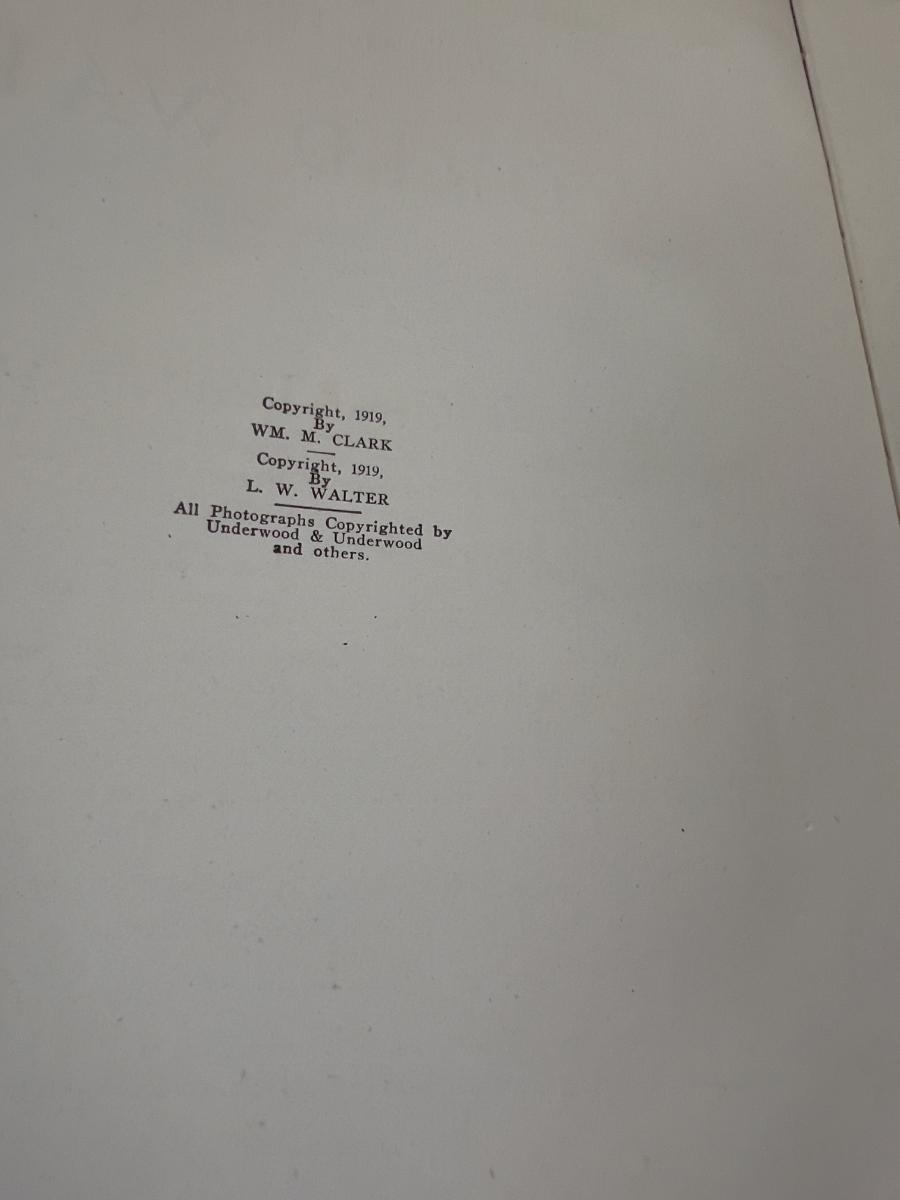 Copyright, 1919,
By
WM. M. CLARK
Copyright, 1919,
By
L. W. WALTER
All Photographs Copyrighted by
Underwood & Underwood
and others.